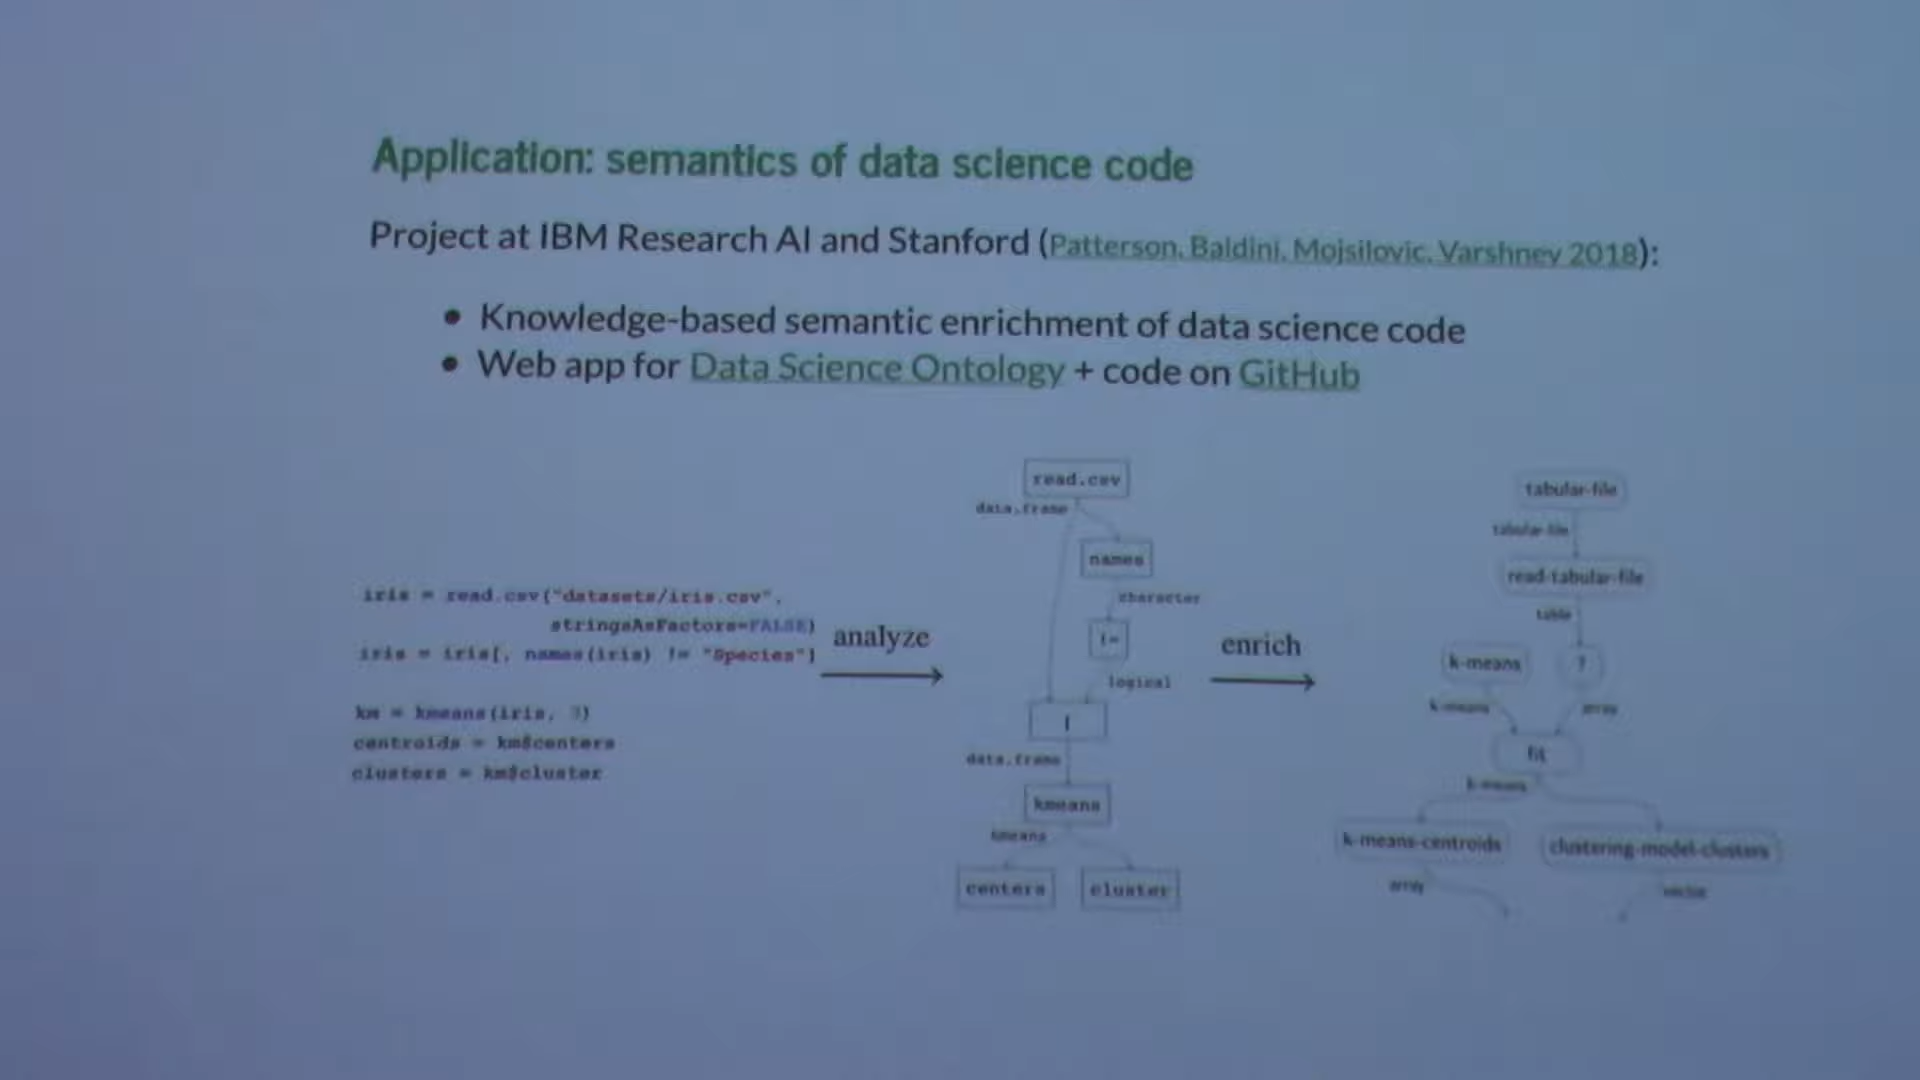 Application: semantics of data science code
Project at IBM Research AI and Stanford (Patterson, Baldini, Mojsilovic, Varshney 2018):
• Knowledge-based semantic enrichment of data science code
• Web app for Data Science Ontology + code on GitHub
iris = read.csv("datasets/iris.csv",
stringsAsFactors=FALSE)
iris = iris[, names(iris) != "Species"]
km = kmeans(iris, 3)
centroids = km$centers
clusters = km$cluster
analyze
read.csv
data.frame
names
character
!=
logical
[
data.frame
kmeans
kmeans
centers
cluster
enrich
tabular-file
tabular-file
read-tabular-file
table
k-means
?
k-means
array
fit
k-means
k-means-centroids
clustering-model-clusters
array
vector